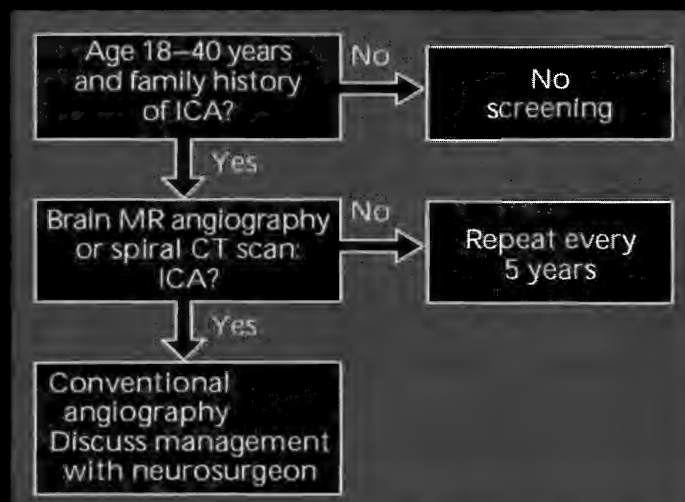 Age 18–40 years
and family history
of ICA?
No
No
screening
Yes
Brain MR angiography
or spiral CT scan:
ICA?
No
Repeat every
5 years
Yes
Conventional
angiography
Discuss management
with neurosurgeon